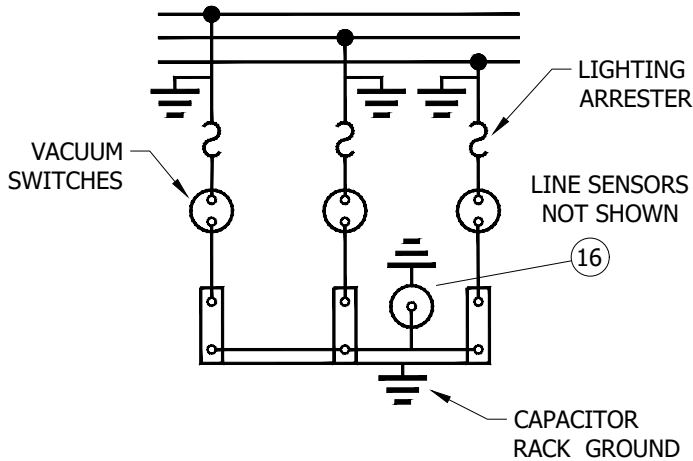 LIGHTING
ARRESTER
VACUUM
SWITCHES
LINE SENSORS
NOT SHOWN
16
CAPACITOR
RACK GROUND